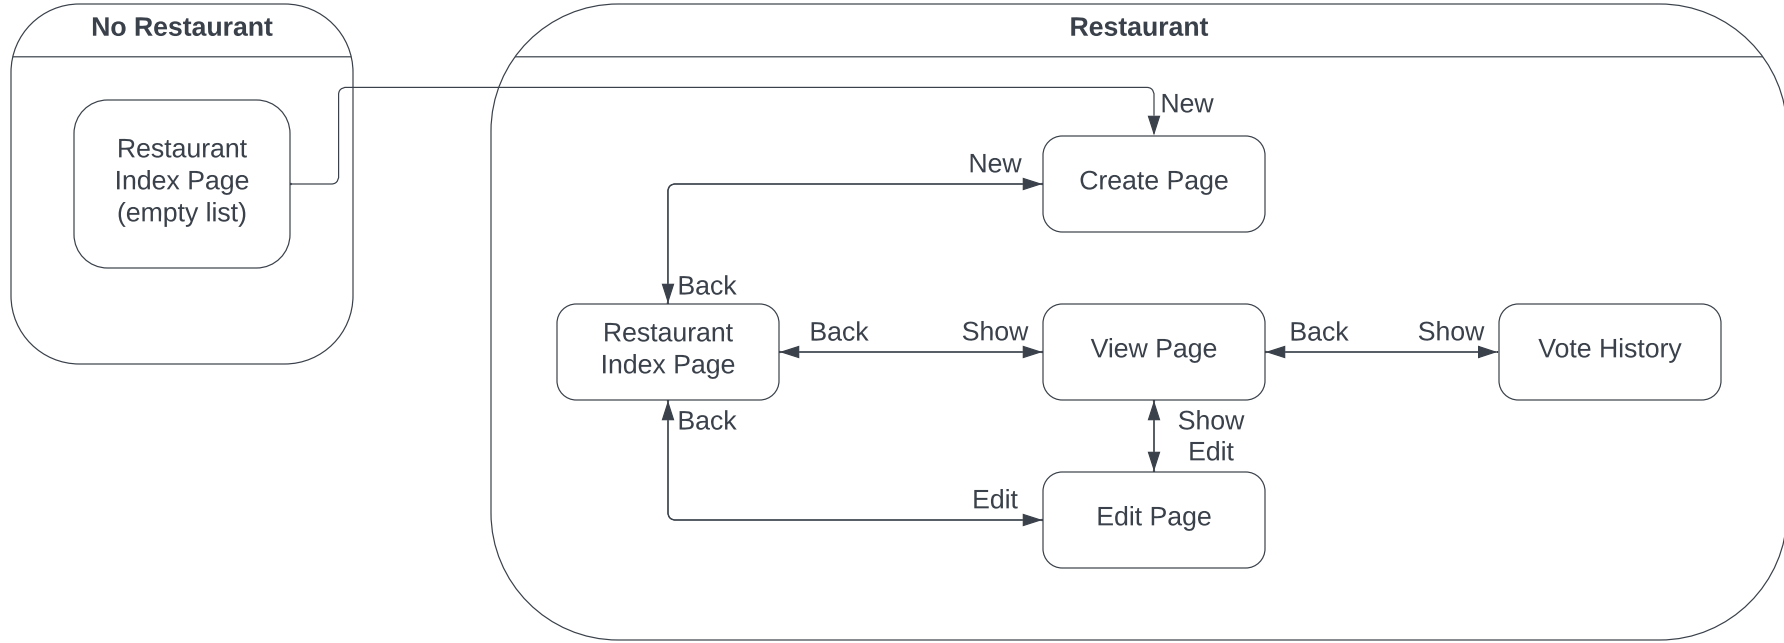 No Restaurant
Restaurant
Index Page
(empty list)
Restaurant
New
Create Page
New
Back
Restaurant
Index Page
Back
Show
View Page
Back
Show
Vote History
Back
Show
Edit
Edit
Edit Page